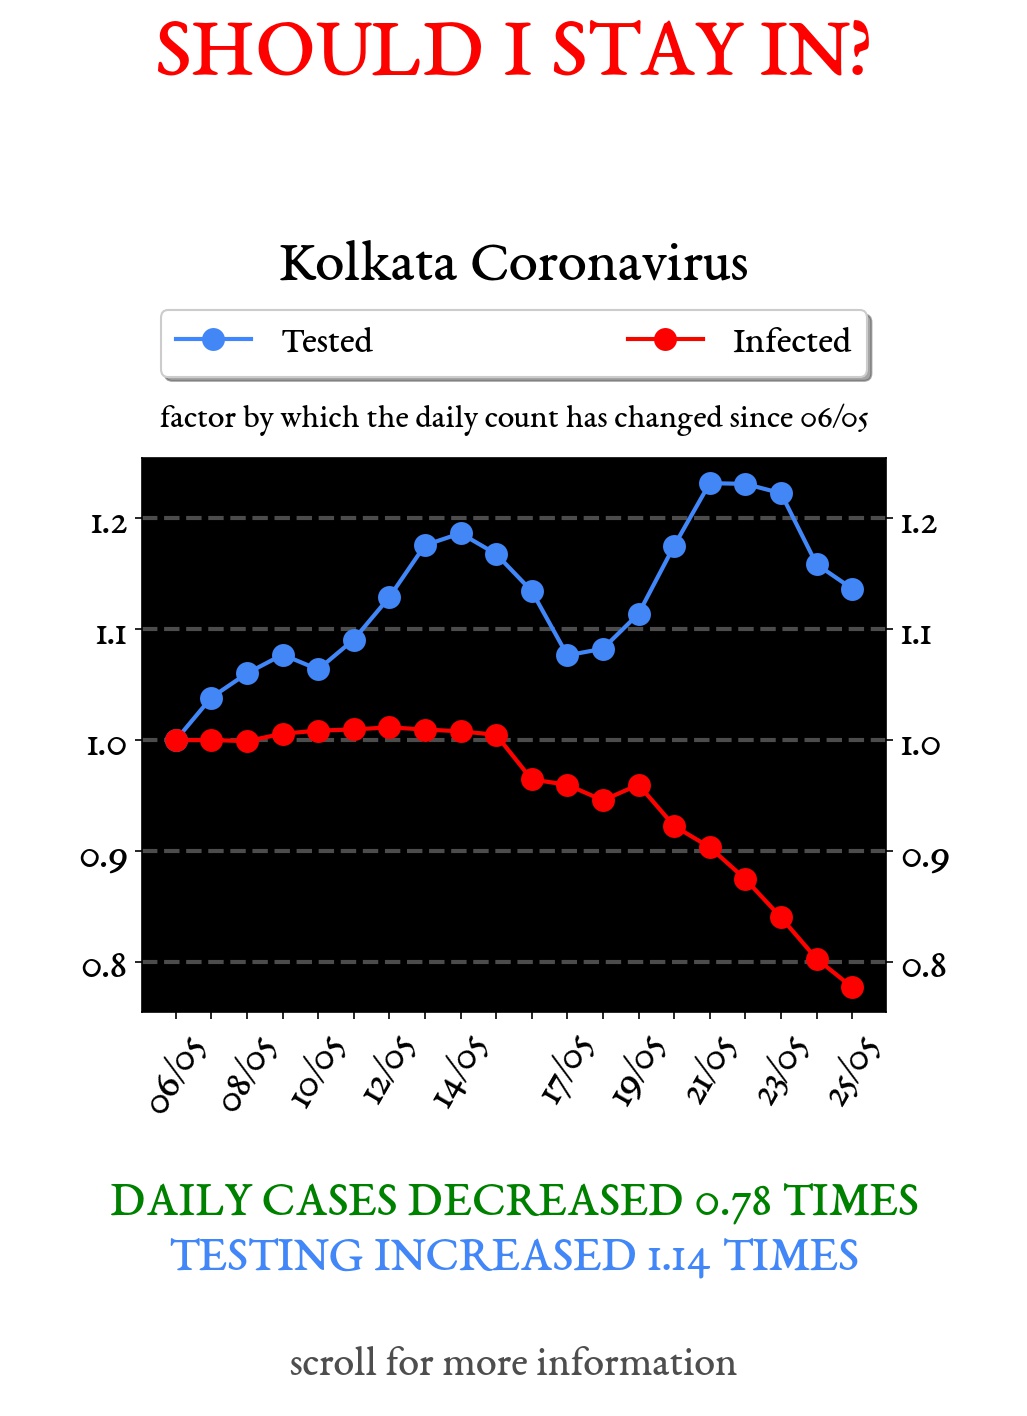 SHOULD I STAY IN?
Kolkata Coronavirus
Tested Infected
factor by which the daily count has changed since 06/05
1.2 1.2
1.1 1.1
1.0 1.0
0.9 0.9
0.8 0.8
06/05 08/05 10/05 12/05 14/05 17/05 19/05 21/05 23/05 25/05
DAILY CASES DECREASED 0.78 TIMES
TESTING INCREASED 1.14 TIMES
scroll for more information